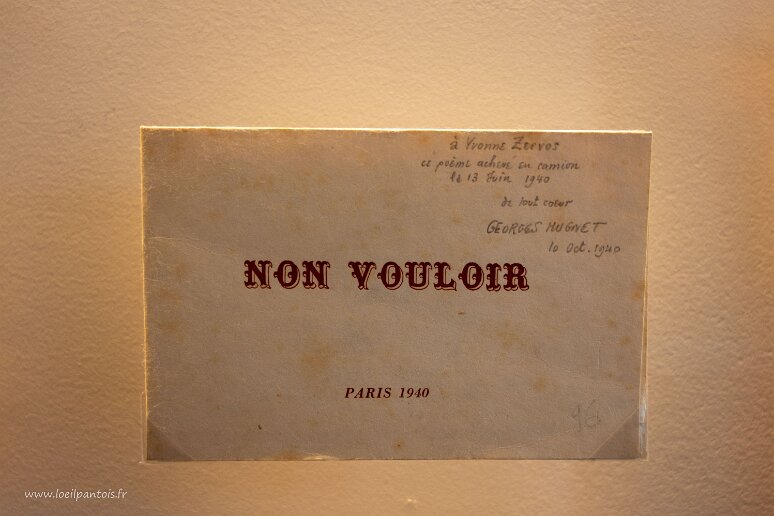 à Yvonne Zervos
ce poème achevé en camion
le 13 Juin 1940
de tout coeur
GEORGES HUGNET
10 Oct. 1940
NON VOULOIR
PARIS 1940
www.loeilpantois.fr